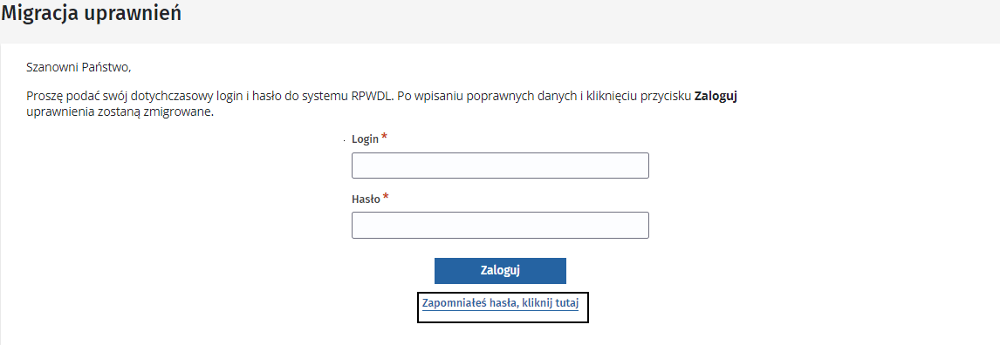 Migracja uprawnień
Szanowni Państwo,
Proszę podać swój dotychczasowy login i hasło do systemu RPWDL. Po wpisaniu poprawnych danych i kliknięciu przycisku Zaloguj
uprawnienia zostaną zmigrowane.
Login *
Hasło *
Zaloguj
Zapomniałeś hasła, kliknij tutaj